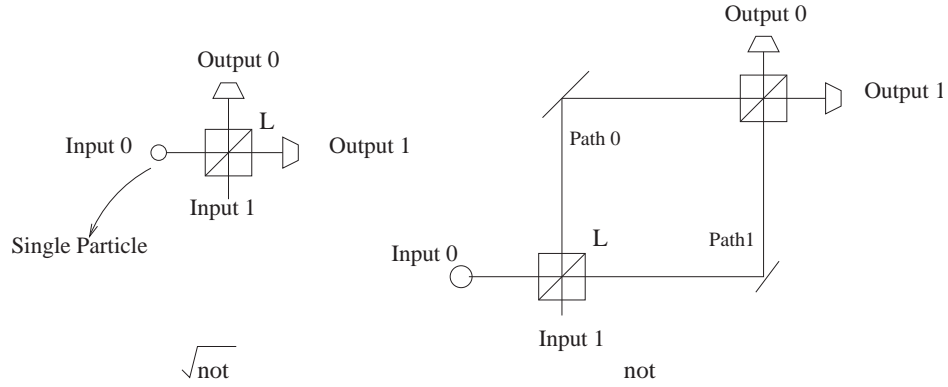 Output 0
L
Input 0
Output 1
Input 1
Single Particle
√not
Output 0
Output 1
Path 0
Path1
L
Input 0
Input 1
not